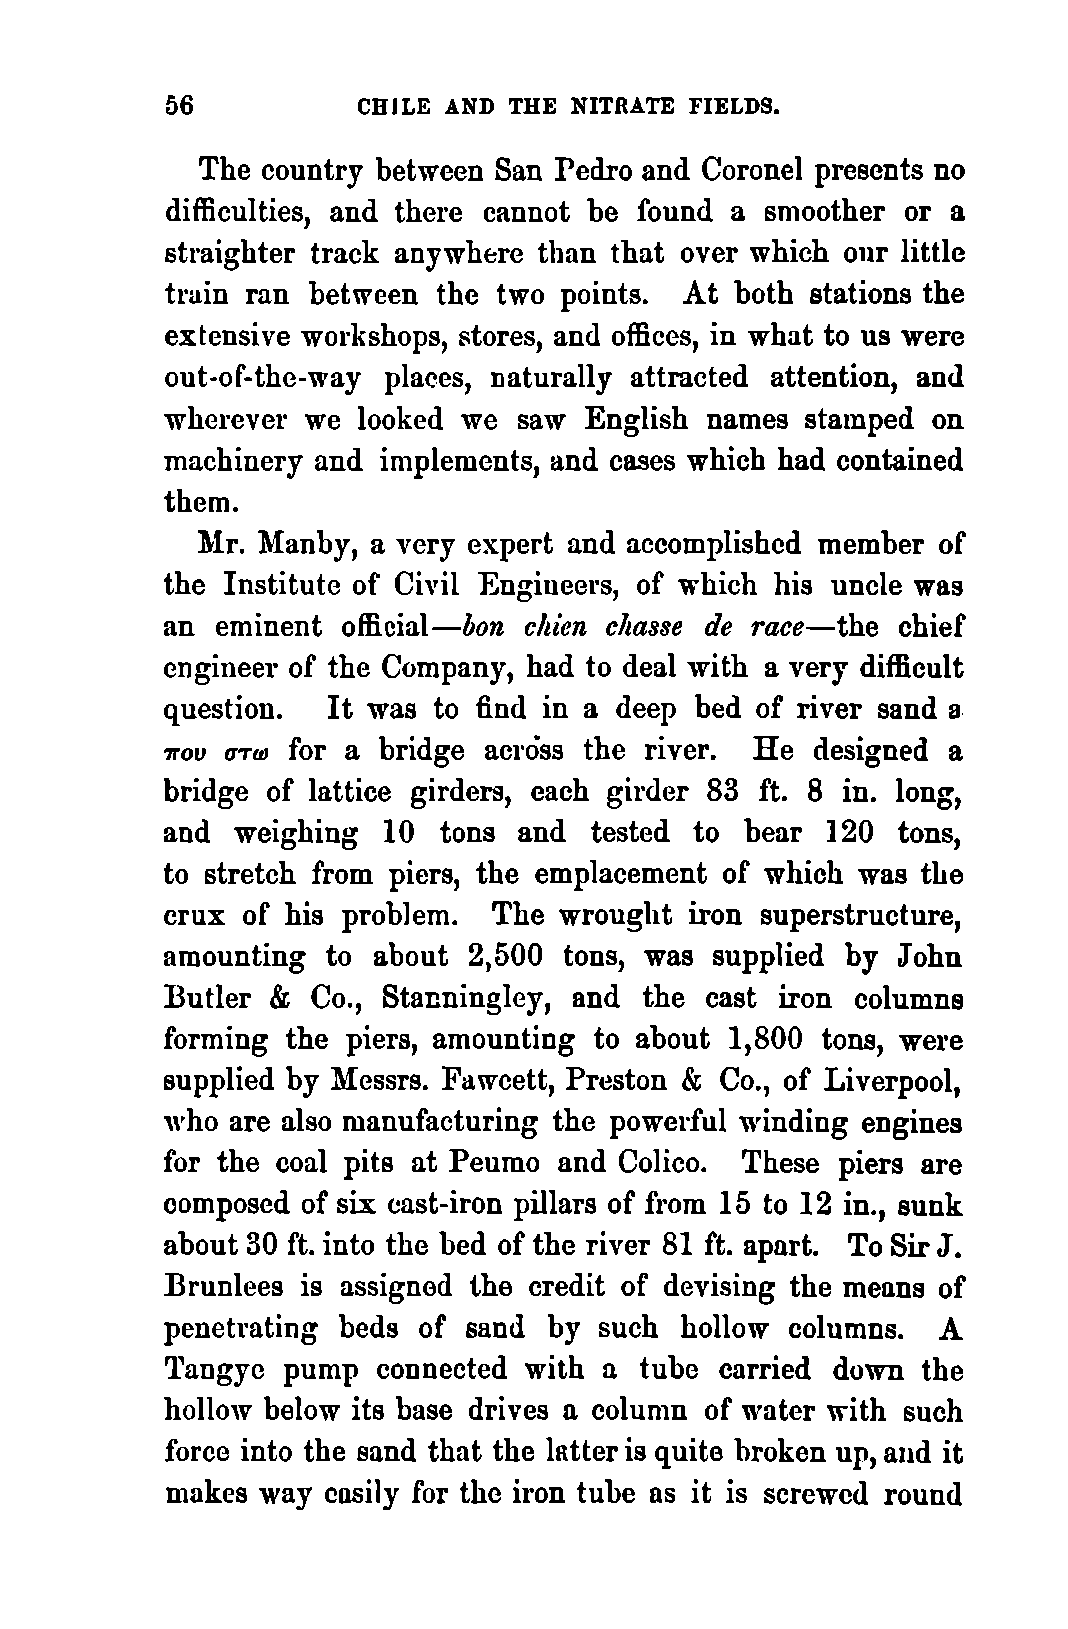 56 CHILE AND THE NITRATE FIELDS.
The country between San Pedro and Coronel presents no
difficulties, and there cannot be found a smoother or a
straighter track anywhere than that over which our little
train ran between the two points. At both stations the
extensive workshops, stores, and offices, in what to us were
out-of-the-way places, naturally attracted attention, and
wherever we looked we saw English names stamped on
machinery and implements, and cases which had contained
them.
Mr. Manby, a very expert and accomplished member of
the Institute of Civil Engineers, of which his uncle was
an eminent official—bon chien chasse de race—the chief
engineer of the Company, had to deal with a very difficult
question. It was to find in a deep bed of river sand a
που στω for a bridge across the river. He designed a
bridge of lattice girders, each girder 83 ft. 8 in. long,
and weighing 10 tons and tested to bear 120 tons,
to stretch from piers, the emplacement of which was the
crux of his problem. The wrought iron superstructure,
amounting to about 2,500 tons, was supplied by John
Butler & Co., Stanningley, and the cast iron columns
forming the piers, amounting to about 1,800 tons, were
supplied by Messrs. Fawcett, Preston & Co., of Liverpool,
who are also manufacturing the powerful winding engines
for the coal pits at Peumo and Colico. These piers are
composed of six cast-iron pillars of from 15 to 12 in., sunk
about 30 ft. into the bed of the river 81 ft. apart. To Sir J.
Brunlees is assigned the credit of devising the means of
penetrating beds of sand by such hollow columns. A
Tangye pump connected with a tube carried down the
hollow below its base drives a column of water with such
force into the sand that the latter is quite broken up, and it
makes way easily for the iron tube as it is screwed round